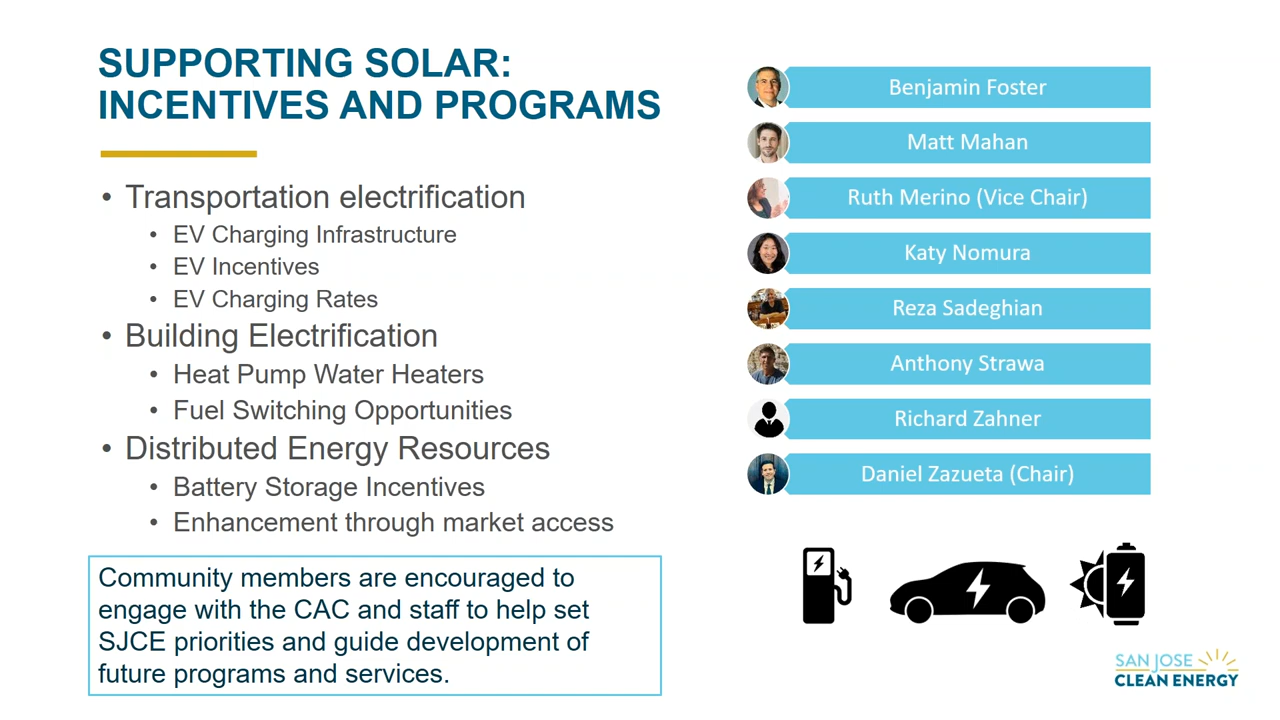 SUPPORTING SOLAR:
INCENTIVES AND PROGRAMS
• Transportation electrification
• EV Charging Infrastructure
• EV Incentives
• EV Charging Rates
• Building Electrification
• Heat Pump Water Heaters
• Fuel Switching Opportunities
• Distributed Energy Resources
• Battery Storage Incentives
• Enhancement through market access
Community members are encouraged to
engage with the CAC and staff to help set
SJCE priorities and guide development of
future programs and services.
Benjamin Foster
Matt Mahan
Ruth Merino (Vice Chair)
Katy Nomura
Reza Sadeghian
Anthony Strawa
Richard Zahner
Daniel Zazueta (Chair)
SAN JOSE
CLEAN ENERGY